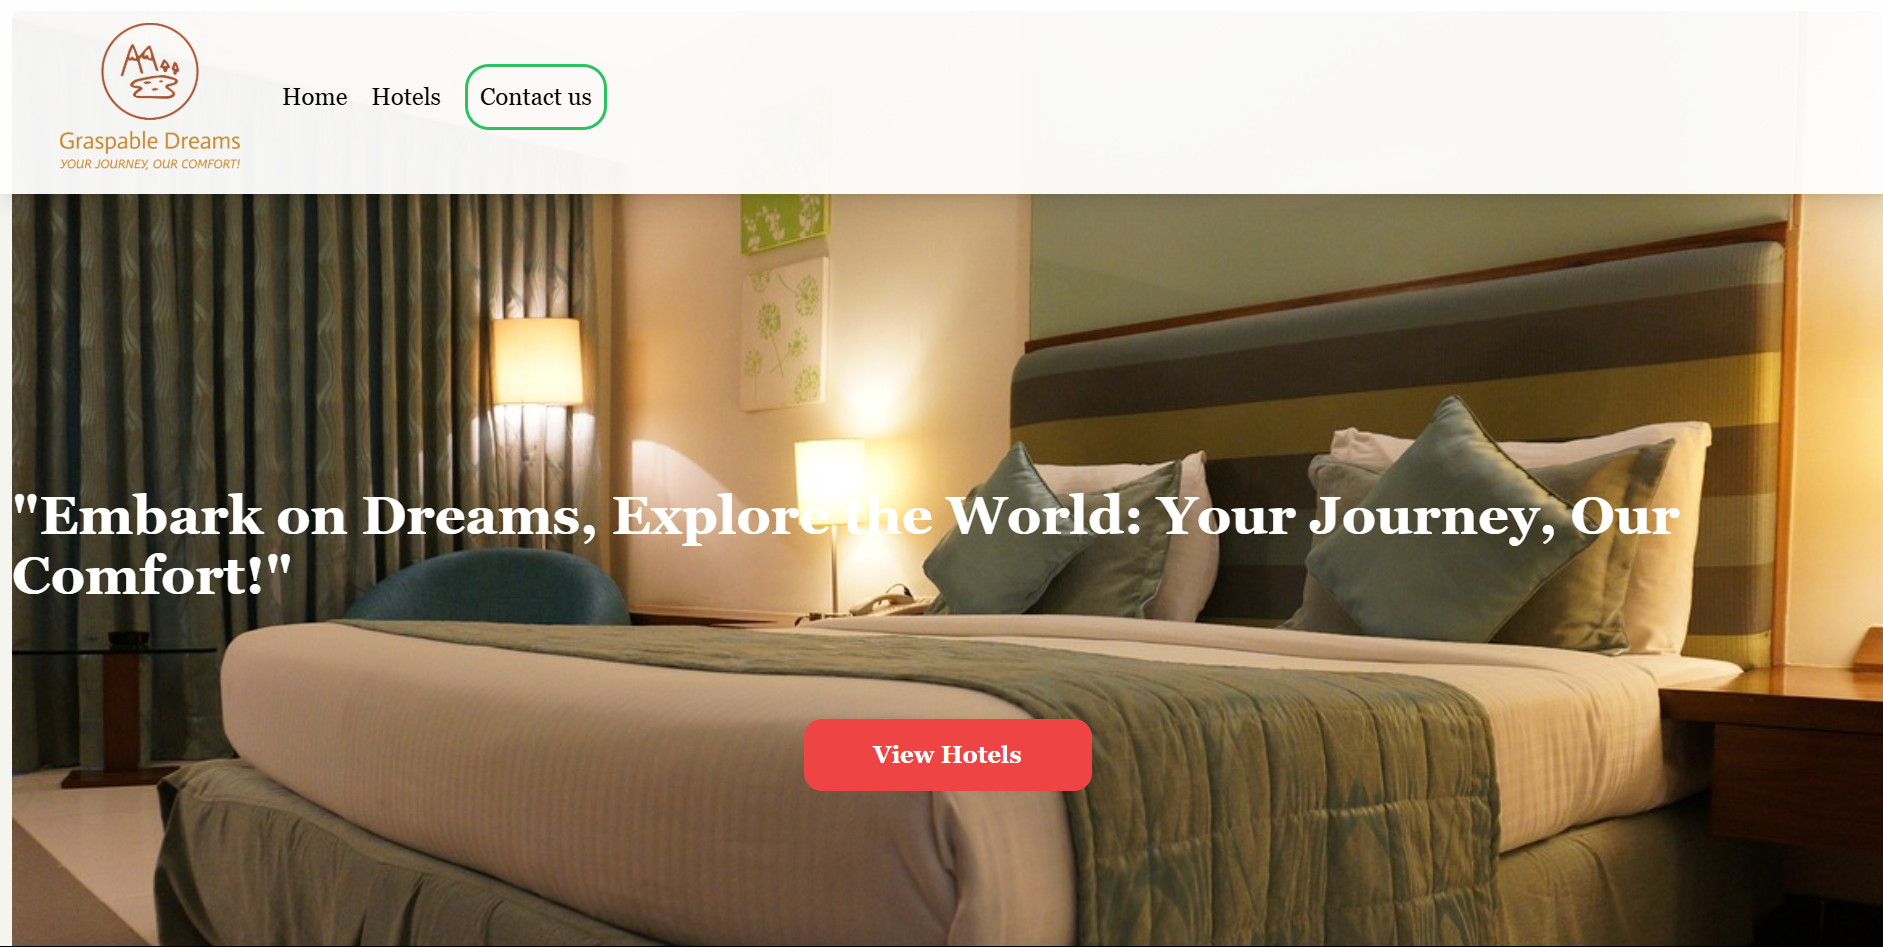 Graspable Dreams
YOUR JOURNEY, OUR COMFORT!
Home
Hotels
Contact us
"Embark on Dreams, Explore the World: Your Journey, Our
Comfort!"
View Hotels